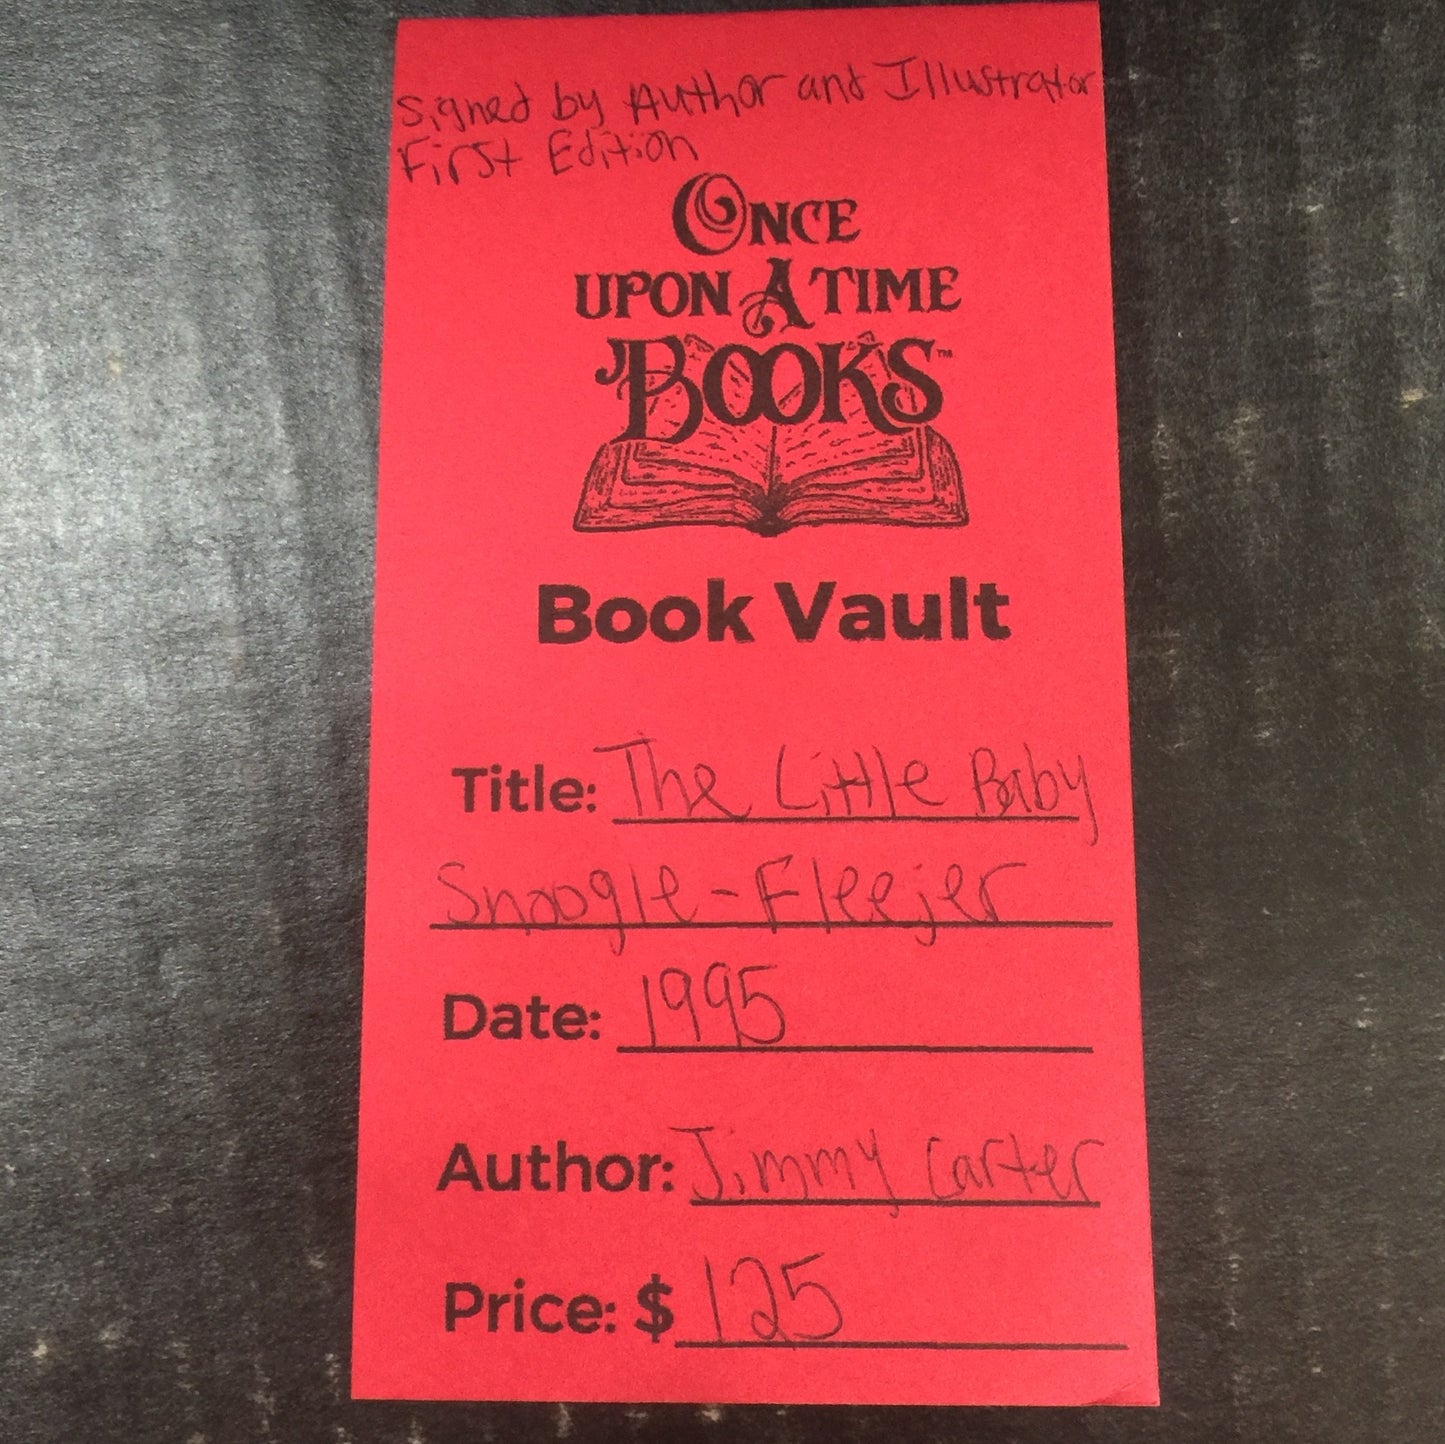 Signed by Author and Illustrator
First Edition
ONCE
UPON A TIME
BOOKS™
Book Vault
Title: The Little Baby
Snoogle-Fleejer
Date: 1995
Author: Jimmy Carter
Price: $ 125